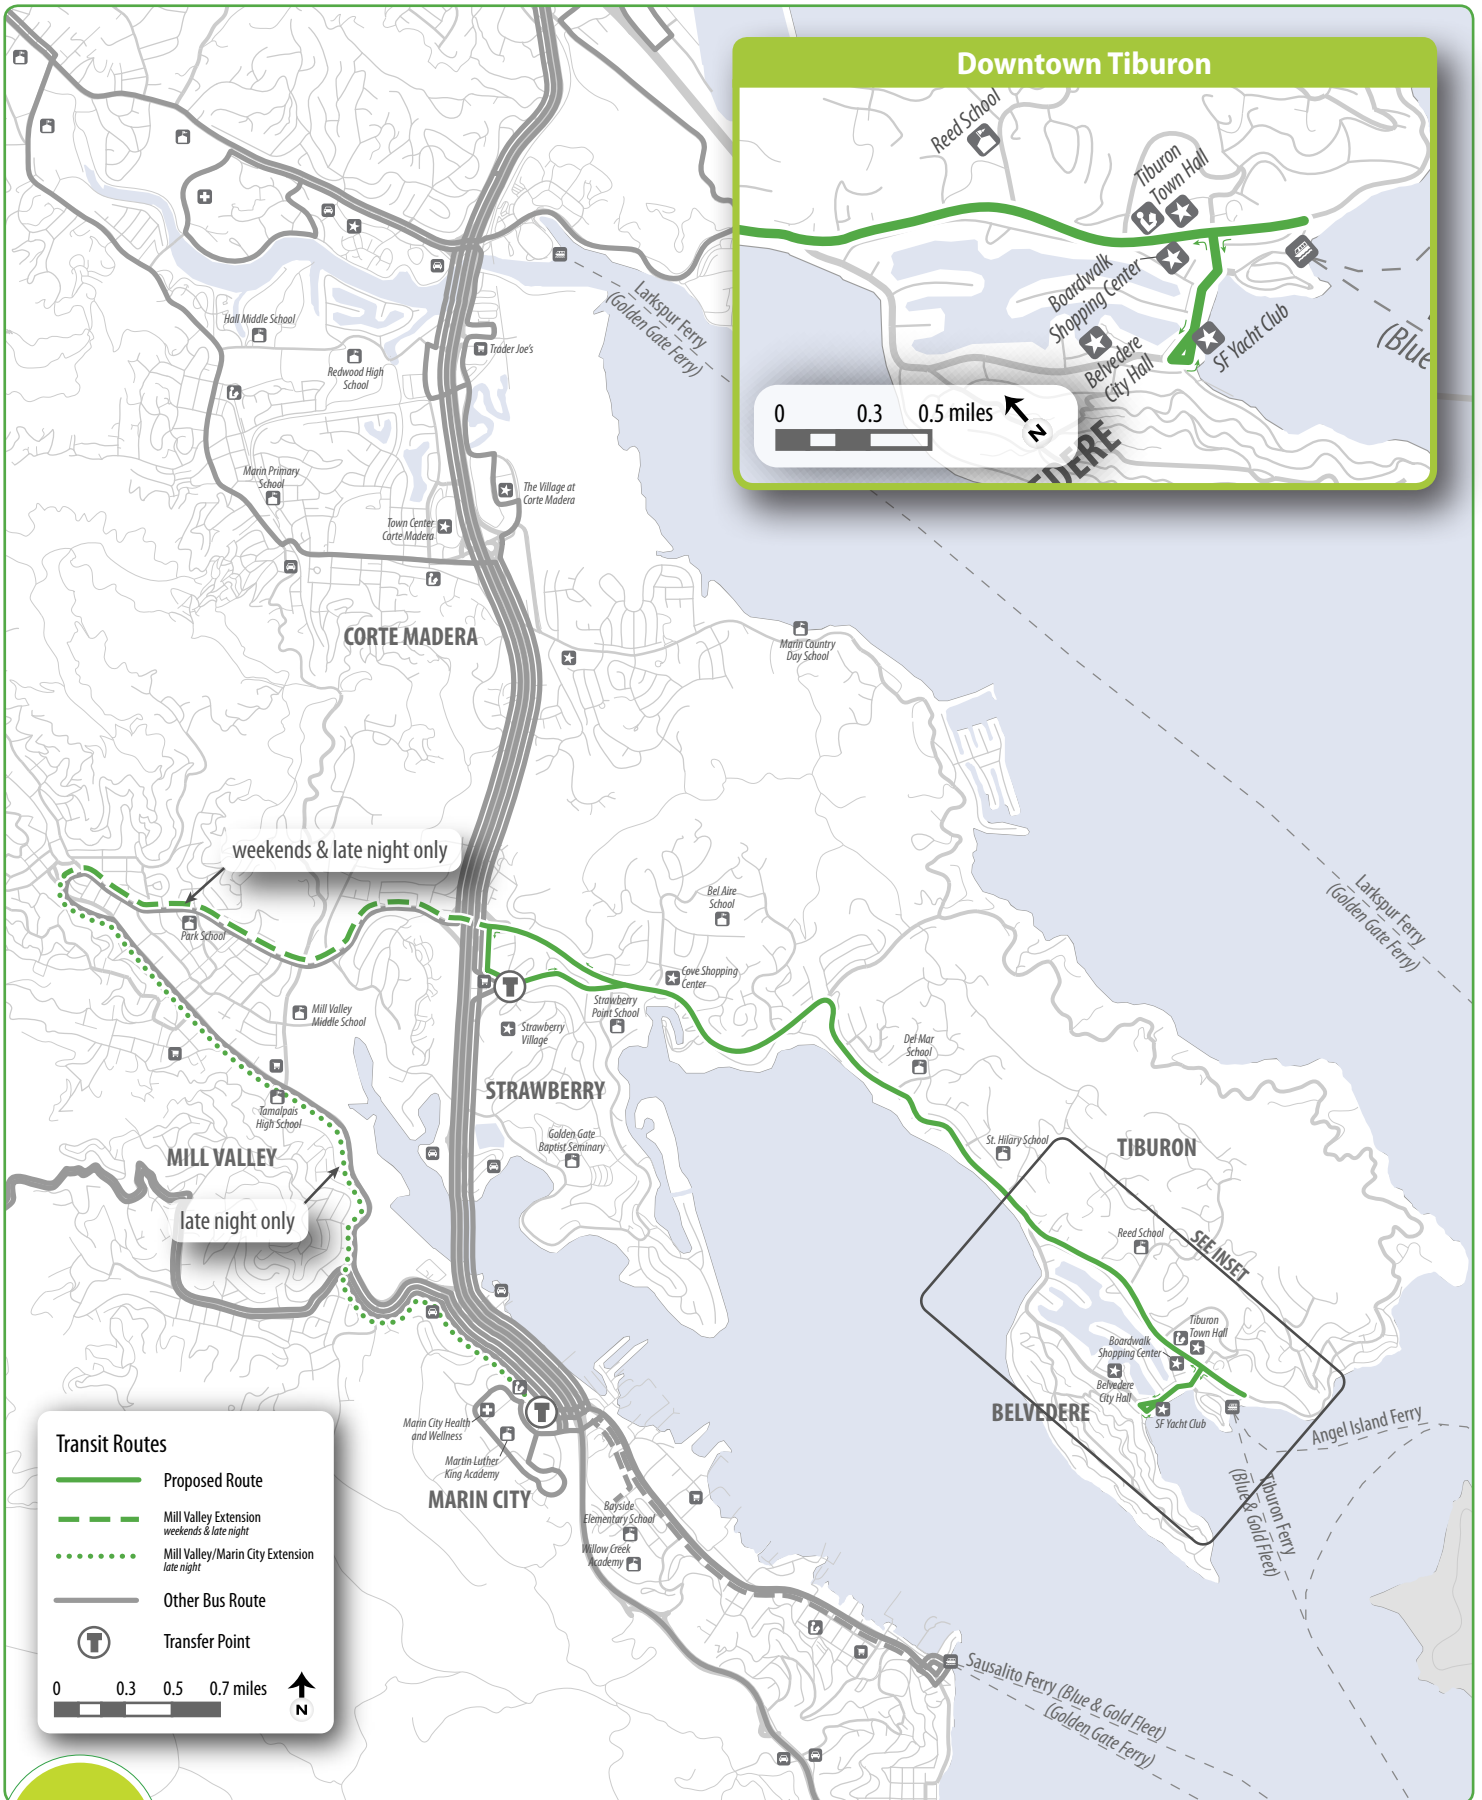 Downtown Tiburon
Reed School
Tiburon
Town Hall
Boardwalk
Shopping Center
Belvedere
City Hall
SF Yacht Club
(Blue
0 0.3 0.5 miles
N
EDERE
Larkspur Ferry
(Golden Gate Ferry)
Hall Middle School
Redwood High
School
Trader Joe's
Marin Primary
School
The Village at
Corte Madera
Town Center
Corte Madera
CORTE MADERA
Marin Country
Day School
weekends & late night only
Bel Aire
School
Larkspur Ferry
(Golden Gate Ferry)
Park School
Cove Shopping
Center
Strawberry
Point School
T
Mill Valley
Middle School
Strawberry
Village
Del Mar
School
STRAWBERRY
Tamalpais
High School
Golden Gate
Baptist Seminary
St. Hilary School
MILL VALLEY
TIBURON
late night only
Reed School
SEE INSET
Tiburon
Town Hall
Boardwalk
Shopping Center
Belvedere
City Hall
SF Yacht Club
BELVEDERE
Angel Island Ferry
Tiburon Ferry
(Blue & Gold Fleet)
T
Marin City Health
and Wellness
Martin Luther
King Academy
MARIN CITY
Bayside
Elementary School
Willow Creek
Academy
Sausalito Ferry (Blue & Gold Fleet)
(Golden Gate Ferry)
Transit Routes
Proposed Route
Mill Valley Extension
weekends & late night
Mill Valley/Marin City Extension
late night
Other Bus Route
T Transfer Point
0 0.3 0.5 0.7 miles
N